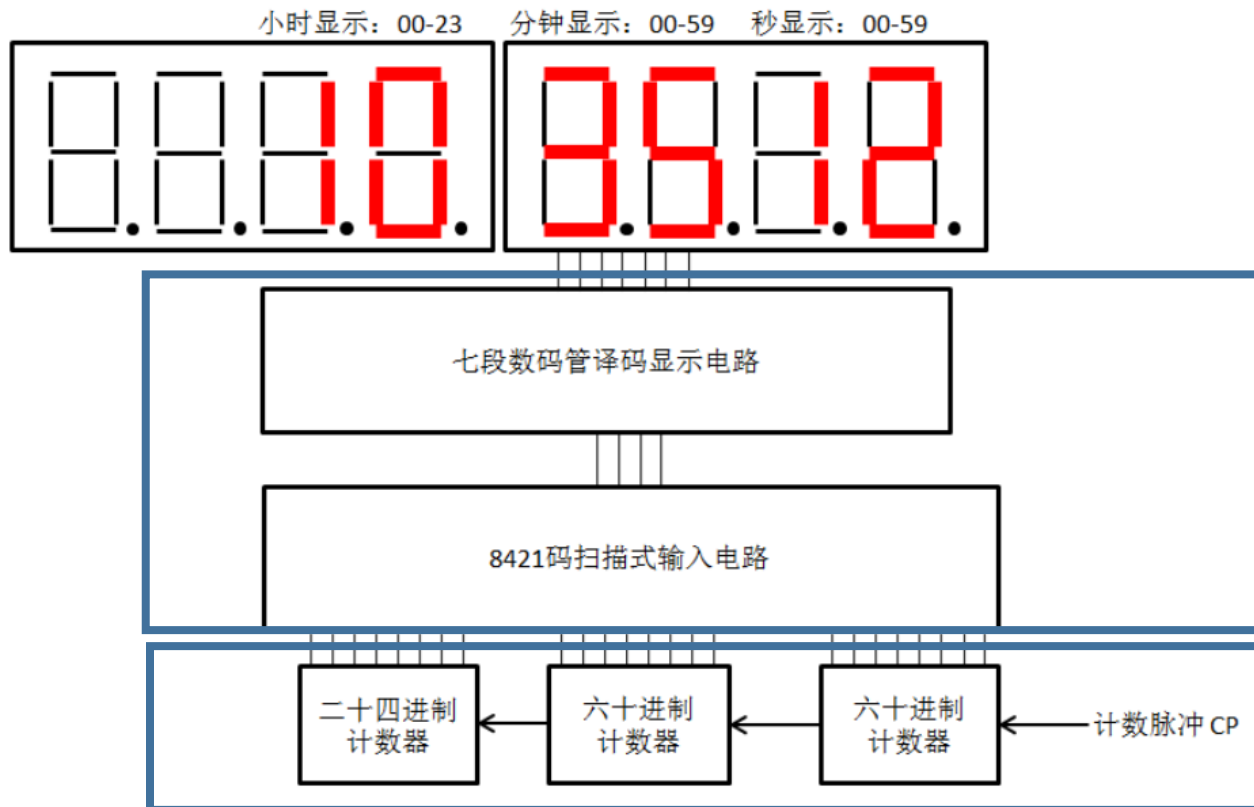 小时显示：00-23 分钟显示：00-59 秒显示：00-59
10 3512
七段数码管译码显示电路
8421码扫描式输入电路
二十四进制 六十进制 六十进制
计数器 计数器 计数器 计数脉冲 CP